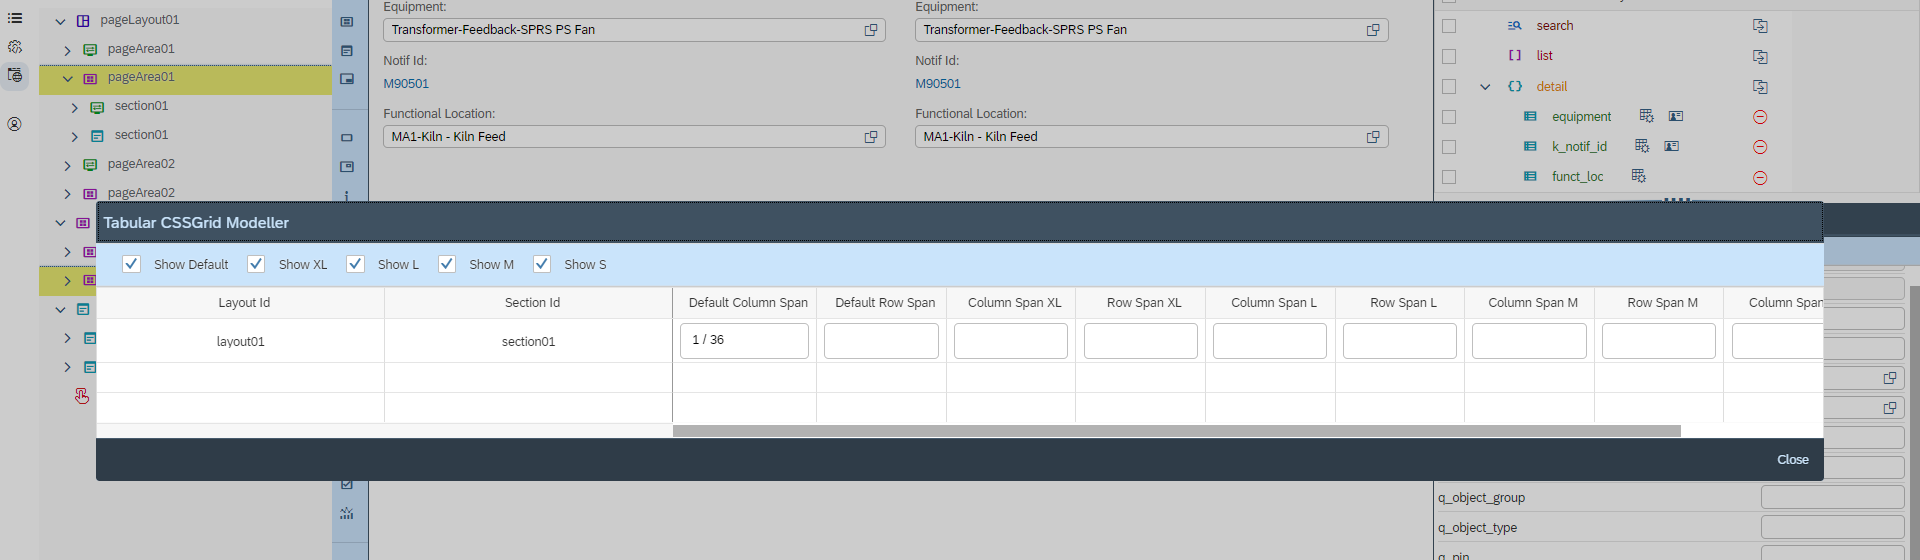 pageLayout01
pageArea01
pageArea01
section01
section01
pageArea02
pageArea02
Equipment:
Transformer-Feedback-SPRS PS Fan
Notif Id:
M90501
Functional Location:
MA1-Kiln - Kiln Feed
Equipment:
Transformer-Feedback-SPRS PS Fan
Notif Id:
M90501
Functional Location:
MA1-Kiln - Kiln Feed
search
list
detail
equipment
k_notif_id
funct_loc
Tabular CSSGrid Modeller
Show Default Show XL Show L Show M Show S
Layout Id Section Id Default Column Span Default Row Span Column Span XL Row Span XL Column Span L Row Span L Column Span M Row Span M Column Span
layout01 section01 1 / 36
Close
q_object_group
q_object_type
q_pin